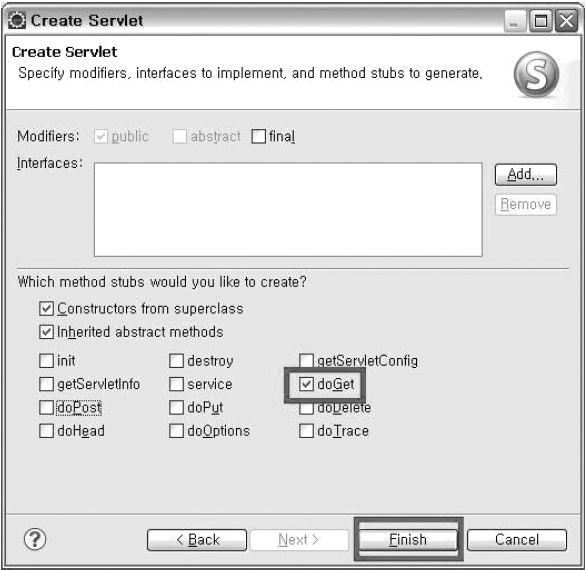 Create Servlet
Create Servlet
Specify modifiers, interfaces to implement, and method stubs to generate.
S
Modifiers: public abstract final
Interfaces:
Add...
Remove
Which method stubs would you like to create?
Constructors from superclass
Inherited abstract methods
init destroy getServletConfig
getServletInfo service doGet
doPost doPut doDelete
doHead doOptions doTrace
? < Back Next > Finish Cancel